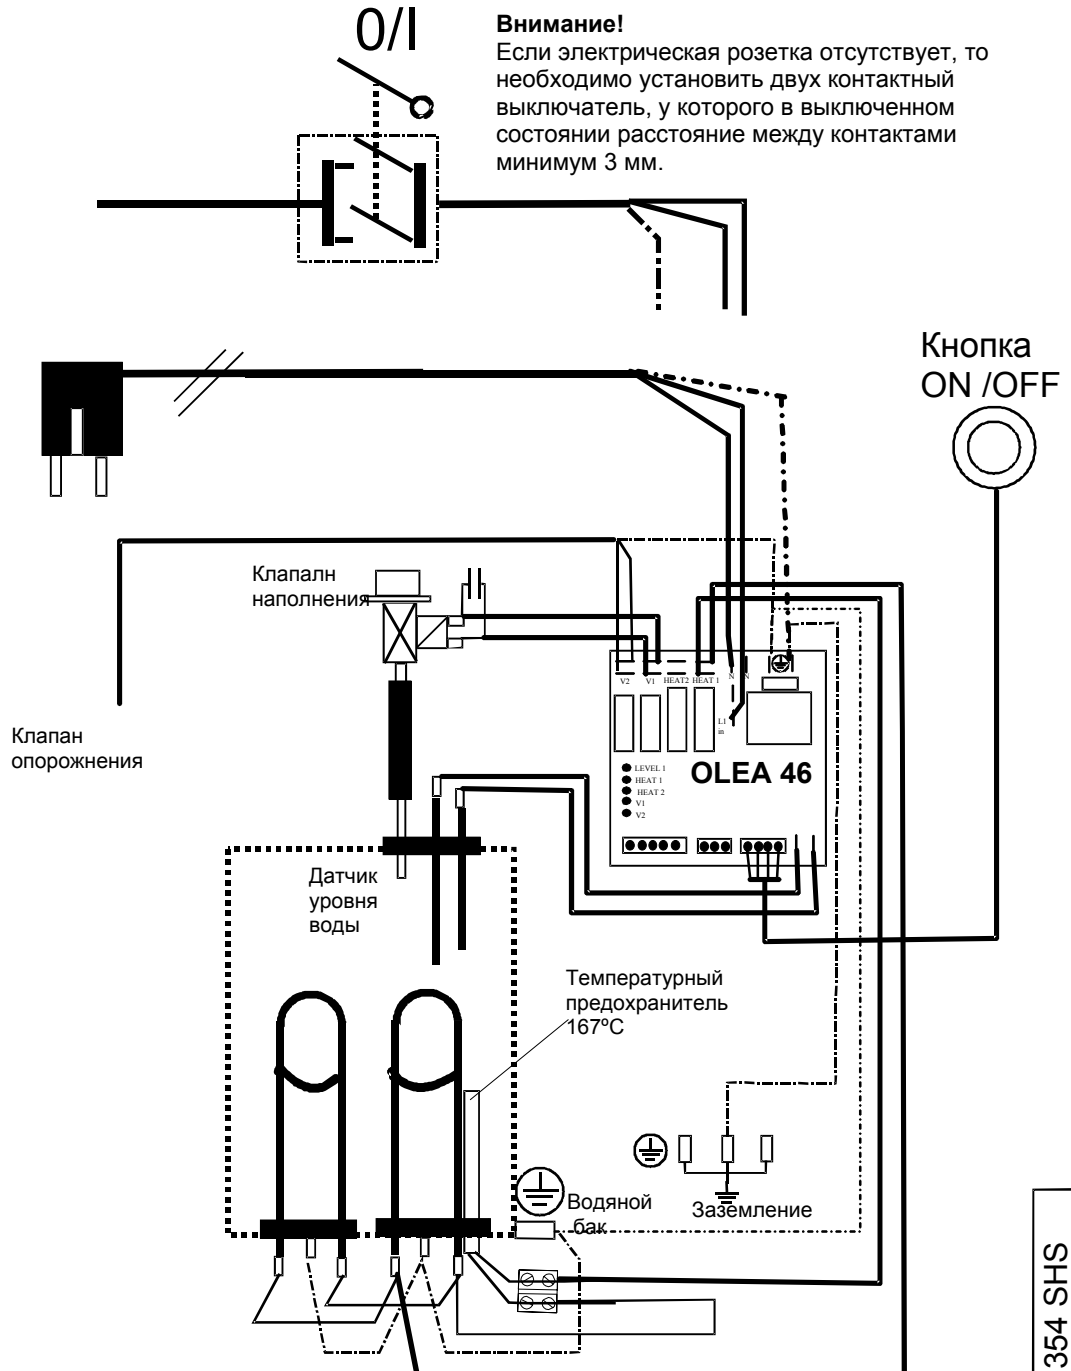 0/I
Внимание!
Если электрическая розетка отсутствует, то
необходимо установить двух контактный
выключатель, у которого в выключенном
состоянии расстояние между контактами
минимум 3 мм.
Кнопка
ON /OFF
Клапалн
наполнения
Клапан
опорожнения
V2 V1 HEAT2 HEAT 1 N N
L1
in
OLEA 46
LEVEL 1
HEAT 1
HEAT 2
V1
V2
Датчик
уровня
воды
Температурный
предохранитель
167ºC
Водяной
бак
Заземление
354 SHS